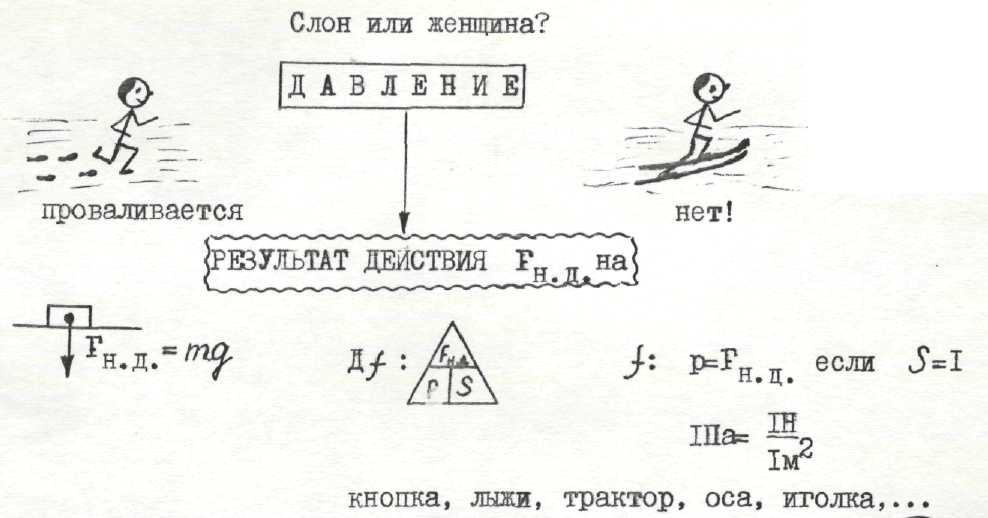 Слон или женщина?
ДАВЛЕНИЕ
проваливается
нет!
РЕЗУЛЬТАТ ДЕЙСТВИЯ Fн.д. на
Fн.д.=mg
Дf: Fн.д. P S
f: p=Fн.д. если S=I
IПа= IН/Iм²
кнопка, лыжи, трактор, оса, иголка,...